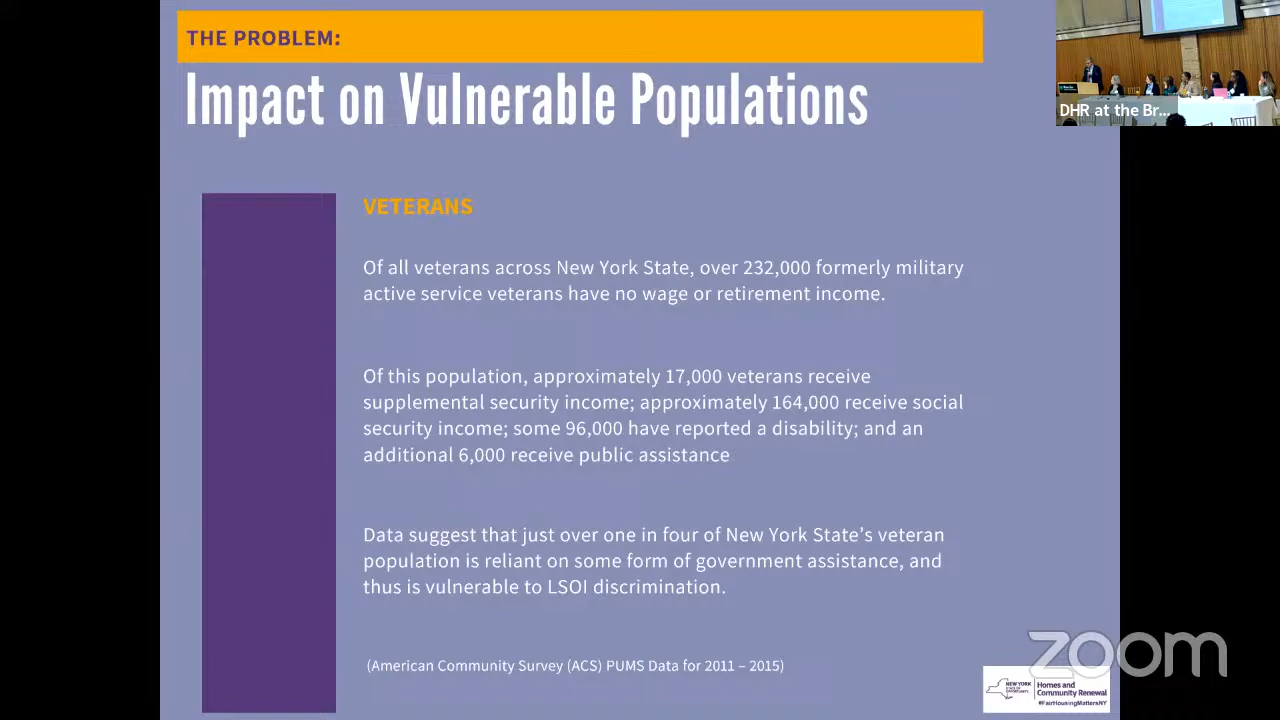 THE PROBLEM:
Impact on Vulnerable Populations
DHR at the Br...
VETERANS
Of all veterans across New York State, over 232,000 formerly military
active service veterans have no wage or retirement income.
Of this population, approximately 17,000 veterans receive
supplemental security income; approximately 164,000 receive social
security income; some 96,000 have reported a disability; and an
additional 6,000 receive public assistance
Data suggest that just over one in four of New York State’s veteran
population is reliant on some form of government assistance, and
thus is vulnerable to LSOI discrimination.
(American Community Survey (ACS) PUMS Data for 2011 – 2015)
zoom
NEW YORK
STATE OF
OPPORTUNITY.
Homes and
Community Renewal
#FairHousingMattersNY